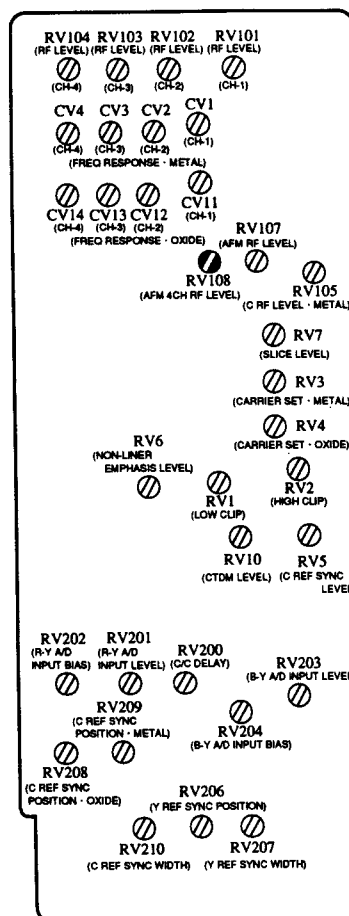 RV104 RV103 RV102 RV101
(RF LEVEL) (RF LEVEL) (RF LEVEL) (RF LEVEL)
(CH-4) (CH-3) (CH-2) (CH-1)
CV4 CV3 CV2 CV1
(CH-4) (CH-3) (CH-2) (CH-1)
(FREQ RESPONSE · METAL)
CV14 CV13 CV12 CV11
(CH-4) (CH-3) (CH-2) (CH-1)
(FREQ RESPONSE · OXIDE)
RV107
(AFM RF LEVEL)
RV108
(AFM 4CH RF LEVEL)
RV105
(C RF LEVEL · METAL)
RV7
(SLICE LEVEL)
RV3
(CARRIER SET · METAL)
RV4
(CARRIER SET · OXIDE)
RV6
(NON-LINER
EMPHASIS LEVEL)
RV1
(LOW CLIP)
RV2
(HIGH CLIP)
RV10
(CTDM LEVEL)
RV5
(C REF SYNC
LEVEL
RV202
(R-Y A/D
INPUT BIAS)
RV201
(R-Y A/D
INPUT LEVEL)
RV200
(C/C DELAY)
RV203
(B-Y A/D INPUT LEVEL
RV209
(C REF SYNC
POSITION · METAL)
RV204
(B-Y A/D INPUT BIAS)
RV208
(C REF SYNC
POSITION · OXIDE)
RV206
(Y REF SYNC POSITION)
RV210
(C REF SYNC WIDTH)
RV207
(Y REF SYNC WIDTH)